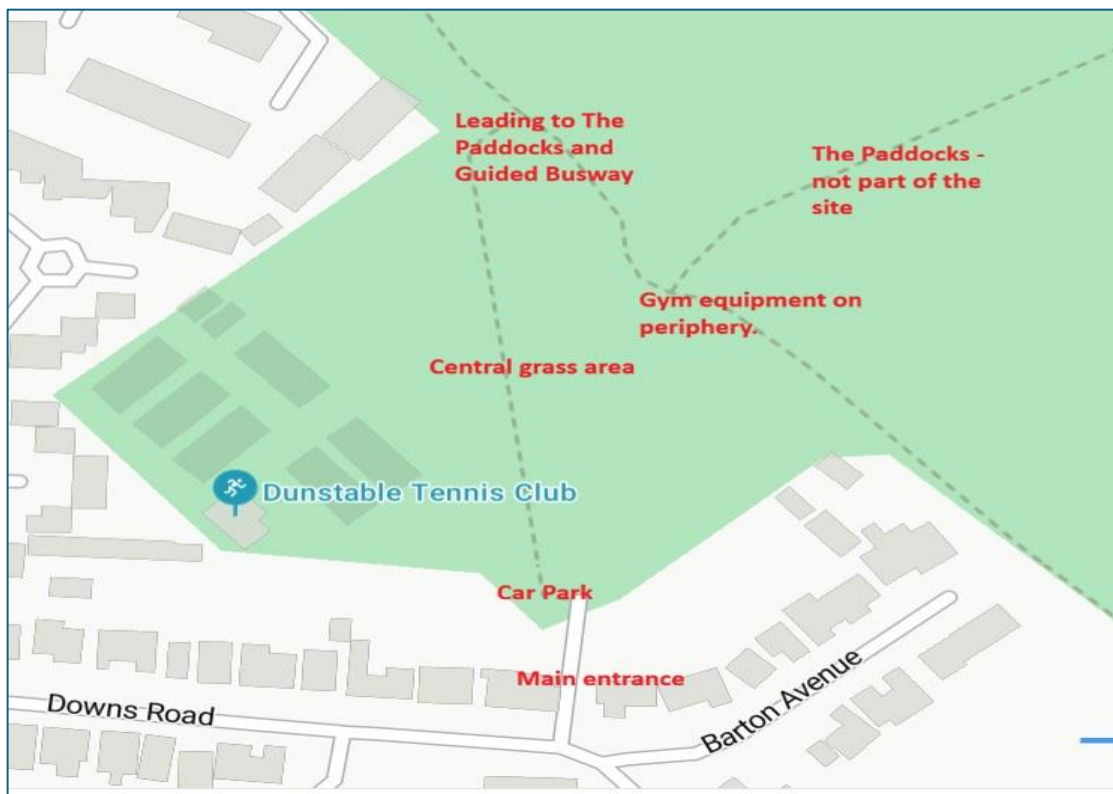 Leading to The
Paddocks and
Guided Busway
The Paddocks -
not part of the
site
Gym equipment on
periphery.
Central grass area
Dunstable Tennis Club
Car Park
Main entrance
Downs Road
Barton Avenue